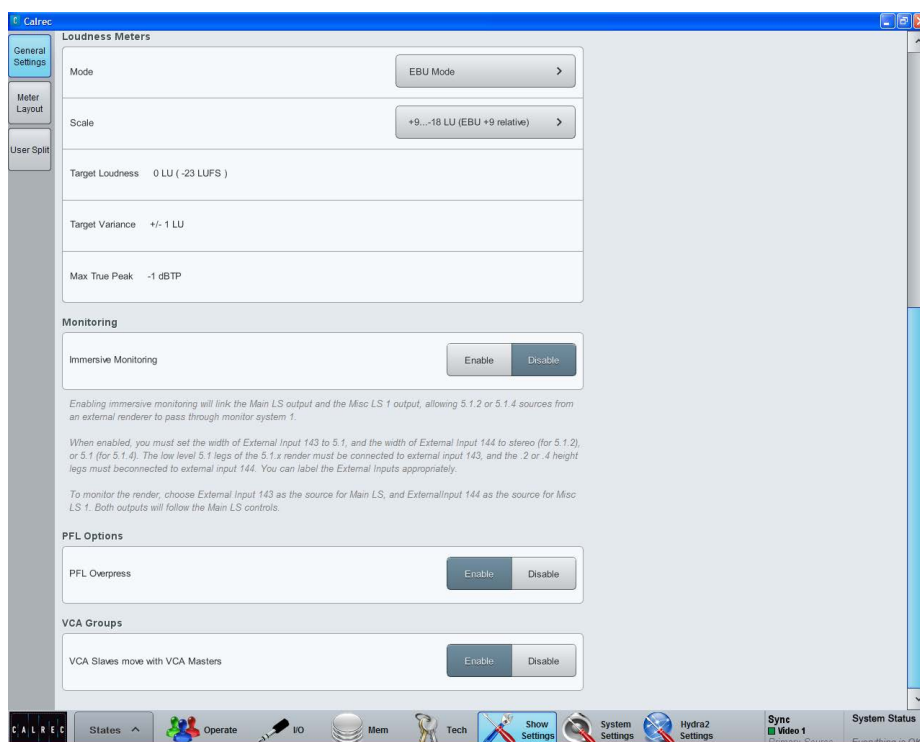 Calrec
General
Settings
Meter
Layout
User Split
Loudness Meters
Mode
EBU Mode
Scale
+9...-18 LU (EBU +9 relative)
Target Loudness 0 LU ( -23 LUFS )
Target Variance +/- 1 LU
Max True Peak -1 dBTP
Monitoring
Immersive Monitoring
Enable
Disable
Enabling immersive monitoring will link the Main LS output and the Misc LS 1 output, allowing 5.1.2 or 5.1.4 sources from
an external renderer to pass through monitor system 1.
When enabled, you must set the width of External Input 143 to 5.1, and the width of External Input 144 to stereo (for 5.1.2),
or 5.1 (for 5.1.4). The low level 5.1 legs of the 5.1.x render must be connected to external input 143, and the .2 or .4 height
legs must beconnected to external input 144. You can label the External Inputs appropriately.
To monitor the render, choose External Input 143 as the source for Main LS, and ExternalInput 144 as the source for Misc
LS 1. Both outputs will follow the Main LS controls.
PFL Options
PFL Overpress
Enable
Disable
VCA Groups
VCA Slaves move with VCA Masters
Enable
Disable
CALREC
States
Operate
I/O
Mem
Tech
Show
Settings
System
Settings
Hydra2
Settings
Sync
Video 1
Primary Source
System Status